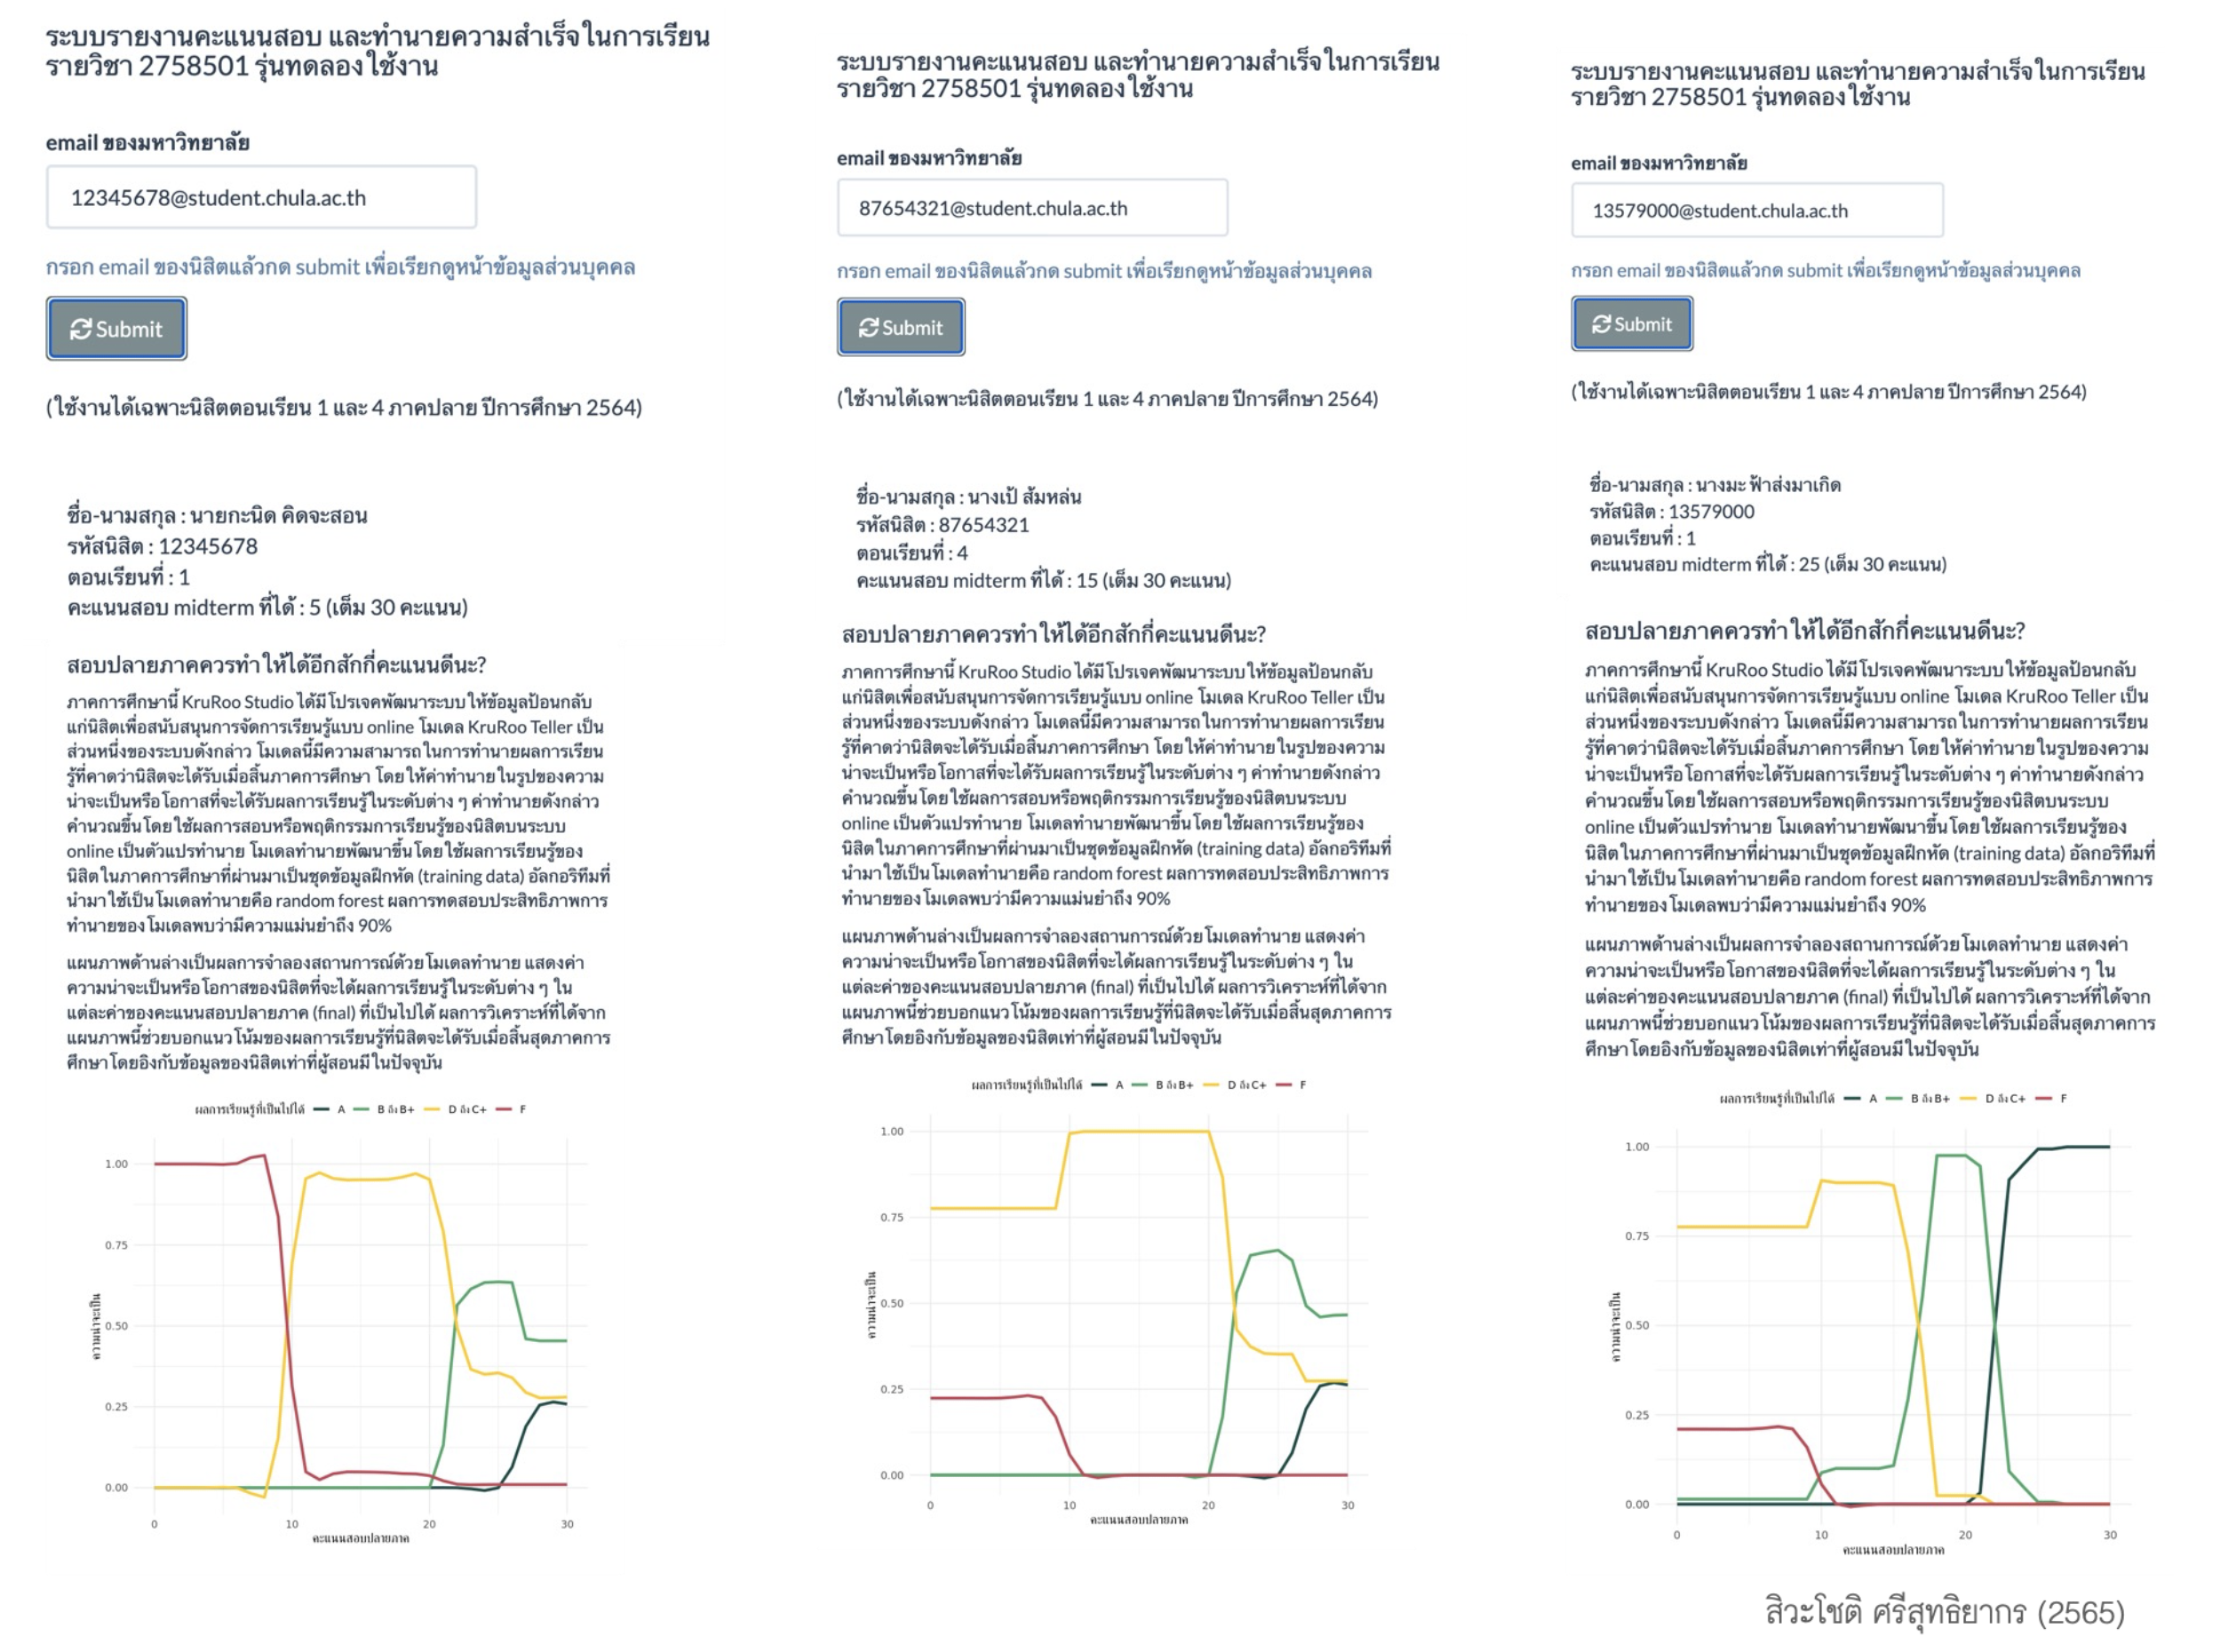 ระบบรายงานคะแนนสอบ และทำนายความสำเร็จในการเรียน
รายวิชา 2758501 รุ่นทดลองใช้งาน
email ของมหาวิทยาลัย
12345678@student.chula.ac.th
กรอก email ของนิสิตแล้วกด submit เพื่อเรียกดูหน้าข้อมูลส่วนบุคคล
Submit
(ใช้งานได้เฉพาะนิสิตตอนเรียน 1 และ 4 ภาคปลาย ปีการศึกษา 2564)
ชื่อ-นามสกุล : นายกะนิด คิดจะสอน
รหัสนิสิต : 12345678
ตอนเรียนที่ : 1
คะแนนสอบ midterm ที่ได้ : 5 (เต็ม 30 คะแนน)
สอบปลายภาคควรทำให้ได้อีกสักกี่คะแนนดีนะ?
ภาคการศึกษานี้ KruRoo Studio ได้มีโปรเจคพัฒนาระบบให้ข้อมูลป้อนกลับ
แก่นิสิตเพื่อสนับสนุนการจัดการเรียนรู้แบบ online โมเดล KruRoo Teller เป็น
ส่วนหนึ่งของระบบดังกล่าว โมเดลนี้มีความสามารถในการทำนายผลการเรียน
รู้ที่คาดว่านิสิตจะได้รับเมื่อสิ้นภาคการศึกษา โดยให้ค่าทำนายในรูปของความ
น่าจะเป็นหรือโอกาสที่จะได้รับผลการเรียนรู้ในระดับต่าง ๆ ค่าทำนายดังกล่าว
คำนวณขึ้นโดยใช้ผลการสอบหรือพฤติกรรมการเรียนรู้ของนิสิตบนระบบ
online เป็นตัวแปรทำนาย โมเดลทำนายพัฒนาขึ้นโดยใช้ผลการเรียนรู้ของ
นิสิตในภาคการศึกษาที่ผ่านมาเป็นชุดข้อมูลฝึกหัด (training data) อัลกอริทึมที่
นำมาใช้เป็นโมเดลทำนายคือ random forest ผลการทดสอบประสิทธิภาพการ
ทำนายของโมเดลพบว่ามีความแม่นยำถึง 90%
แผนภาพด้านล่างเป็นผลการจำลองสถานการณ์ด้วยโมเดลทำนาย แสดงค่า
ความน่าจะเป็นหรือโอกาสของนิสิตที่จะได้ผลการเรียนรู้ในระดับต่าง ๆ ใน
แต่ละค่าของคะแนนสอบปลายภาค (final) ที่เป็นไปได้ ผลการวิเคราะห์ที่ได้จาก
แผนภาพนี้ช่วยบอกแนวโน้มของผลการเรียนรู้ที่นิสิตจะได้รับเมื่อสิ้นสุดภาคการ
ศึกษาโดยอิงกับข้อมูลของนิสิตเท่าที่ผู้สอนมีในปัจจุบัน
ผลการเรียนรู้ที่เป็นไปได้ A B ถึง B+ D ถึง C+ F
1.00
0.75
0.50
0.25
0.00
ความน่าจะเป็น
0 10 20 30
คะแนนสอบปลายภาค
ระบบรายงานคะแนนสอบ และทำนายความสำเร็จในการเรียน
รายวิชา 2758501 รุ่นทดลองใช้งาน
email ของมหาวิทยาลัย
87654321@student.chula.ac.th
กรอก email ของนิสิตแล้วกด submit เพื่อเรียกดูหน้าข้อมูลส่วนบุคคล
Submit
(ใช้งานได้เฉพาะนิสิตตอนเรียน 1 และ 4 ภาคปลาย ปีการศึกษา 2564)
ชื่อ-นามสกุล : นางเป้ ส้มหล่น
รหัสนิสิต : 87654321
ตอนเรียนที่ : 4
คะแนนสอบ midterm ที่ได้ : 15 (เต็ม 30 คะแนน)
สอบปลายภาคควรทำให้ได้อีกสักกี่คะแนนดีนะ?
ภาคการศึกษานี้ KruRoo Studio ได้มีโปรเจคพัฒนาระบบให้ข้อมูลป้อนกลับ
แก่นิสิตเพื่อสนับสนุนการจัดการเรียนรู้แบบ online โมเดล KruRoo Teller เป็น
ส่วนหนึ่งของระบบดังกล่าว โมเดลนี้มีความสามารถในการทำนายผลการเรียน
รู้ที่คาดว่านิสิตจะได้รับเมื่อสิ้นภาคการศึกษา โดยให้ค่าทำนายในรูปของความ
น่าจะเป็นหรือโอกาสที่จะได้รับผลการเรียนรู้ในระดับต่าง ๆ ค่าทำนายดังกล่าว
คำนวณขึ้นโดยใช้ผลการสอบหรือพฤติกรรมการเรียนรู้ของนิสิตบนระบบ
online เป็นตัวแปรทำนาย โมเดลทำนายพัฒนาขึ้นโดยใช้ผลการเรียนรู้ของ
นิสิตในภาคการศึกษาที่ผ่านมาเป็นชุดข้อมูลฝึกหัด (training data) อัลกอริทึมที่
นำมาใช้เป็นโมเดลทำนายคือ random forest ผลการทดสอบประสิทธิภาพการ
ทำนายของโมเดลพบว่ามีความแม่นยำถึง 90%
แผนภาพด้านล่างเป็นผลการจำลองสถานการณ์ด้วยโมเดลทำนาย แสดงค่า
ความน่าจะเป็นหรือโอกาสของนิสิตที่จะได้ผลการเรียนรู้ในระดับต่าง ๆ ใน
แต่ละค่าของคะแนนสอบปลายภาค (final) ที่เป็นไปได้ ผลการวิเคราะห์ที่ได้จาก
แผนภาพนี้ช่วยบอกแนวโน้มของผลการเรียนรู้ที่นิสิตจะได้รับเมื่อสิ้นสุดภาคการ
ศึกษาโดยอิงกับข้อมูลของนิสิตเท่าที่ผู้สอนมีในปัจจุบัน
ผลการเรียนรู้ที่เป็นไปได้ A B ถึง B+ D ถึง C+ F
1.00
0.75
0.50
0.25
0.00
ความน่าจะเป็น
0 10 20 30
คะแนนสอบปลายภาค
ระบบรายงานคะแนนสอบ และทำนายความสำเร็จในการเรียน
รายวิชา 2758501 รุ่นทดลองใช้งาน
email ของมหาวิทยาลัย
13579000@student.chula.ac.th
กรอก email ของนิสิตแล้วกด submit เพื่อเรียกดูหน้าข้อมูลส่วนบุคคล
Submit
(ใช้งานได้เฉพาะนิสิตตอนเรียน 1 และ 4 ภาคปลาย ปีการศึกษา 2564)
ชื่อ-นามสกุล : นางมะ ฟ้าส่งมาเกิด
รหัสนิสิต : 13579000
ตอนเรียนที่ : 1
คะแนนสอบ midterm ที่ได้ : 25 (เต็ม 30 คะแนน)
สอบปลายภาคควรทำให้ได้อีกสักกี่คะแนนดีนะ?
ภาคการศึกษานี้ KruRoo Studio ได้มีโปรเจคพัฒนาระบบให้ข้อมูลป้อนกลับ
แก่นิสิตเพื่อสนับสนุนการจัดการเรียนรู้แบบ online โมเดล KruRoo Teller เป็น
ส่วนหนึ่งของระบบดังกล่าว โมเดลนี้มีความสามารถในการทำนายผลการเรียน
รู้ที่คาดว่านิสิตจะได้รับเมื่อสิ้นภาคการศึกษา โดยให้ค่าทำนายในรูปของความ
น่าจะเป็นหรือโอกาสที่จะได้รับผลการเรียนรู้ในระดับต่าง ๆ ค่าทำนายดังกล่าว
คำนวณขึ้นโดยใช้ผลการสอบหรือพฤติกรรมการเรียนรู้ของนิสิตบนระบบ
online เป็นตัวแปรทำนาย โมเดลทำนายพัฒนาขึ้นโดยใช้ผลการเรียนรู้ของ
นิสิตในภาคการศึกษาที่ผ่านมาเป็นชุดข้อมูลฝึกหัด (training data) อัลกอริทึมที่
นำมาใช้เป็นโมเดลทำนายคือ random forest ผลการทดสอบประสิทธิภาพการ
ทำนายของโมเดลพบว่ามีความแม่นยำถึง 90%
แผนภาพด้านล่างเป็นผลการจำลองสถานการณ์ด้วยโมเดลทำนาย แสดงค่า
ความน่าจะเป็นหรือโอกาสของนิสิตที่จะได้ผลการเรียนรู้ในระดับต่าง ๆ ใน
แต่ละค่าของคะแนนสอบปลายภาค (final) ที่เป็นไปได้ ผลการวิเคราะห์ที่ได้จาก
แผนภาพนี้ช่วยบอกแนวโน้มของผลการเรียนรู้ที่นิสิตจะได้รับเมื่อสิ้นสุดภาคการ
ศึกษาโดยอิงกับข้อมูลของนิสิตเท่าที่ผู้สอนมีในปัจจุบัน
ผลการเรียนรู้ที่เป็นไปได้ A B ถึง B+ D ถึง C+ F
1.00
0.75
0.50
0.25
0.00
ความน่าจะเป็น
0 10 20 30
คะแนนสอบปลายภาค
สิวะโชติ ศรีสุทธิยากร (2565)